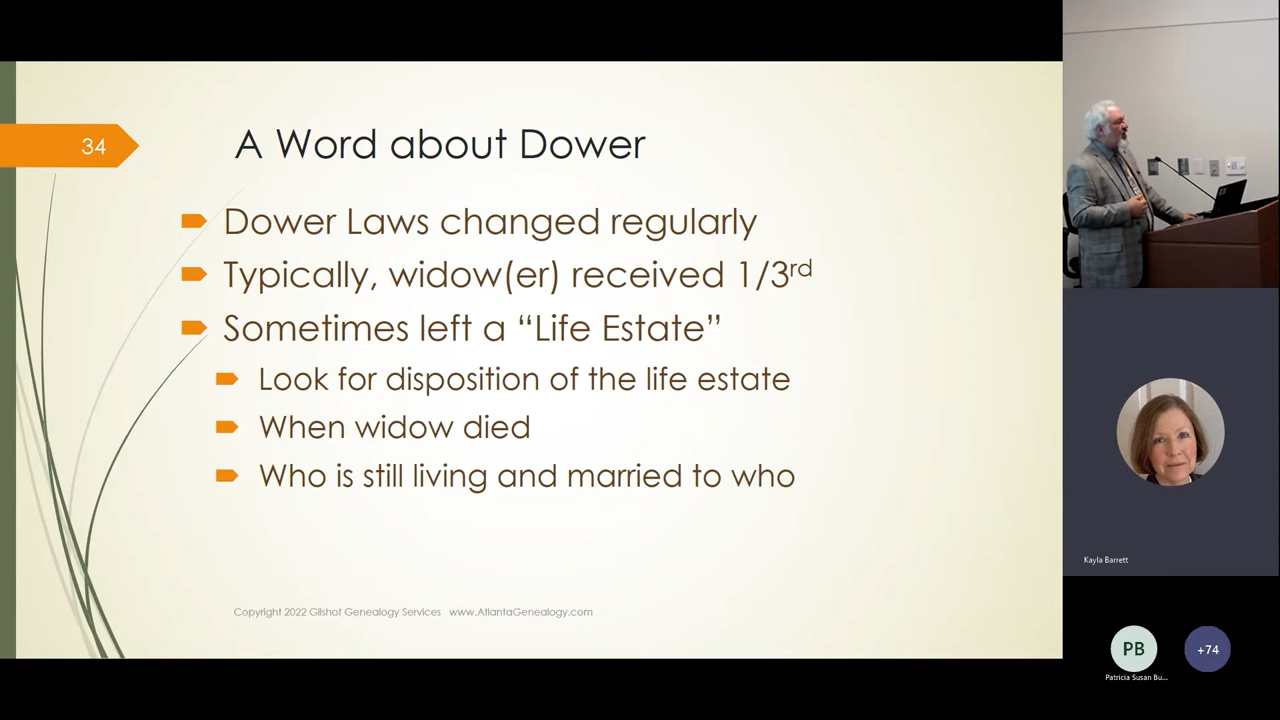 34
A Word about Dower
Dower Laws changed regularly
Typically, widow(er) received 1/3rd
Sometimes left a “Life Estate”
Look for disposition of the life estate
When widow died
Who is still living and married to who
Copyright 2022 Gilshot Genealogy Services www.AtlantaGenealogy.com
Kayla Barrett
PB
+74
Patricia Susan Bu...